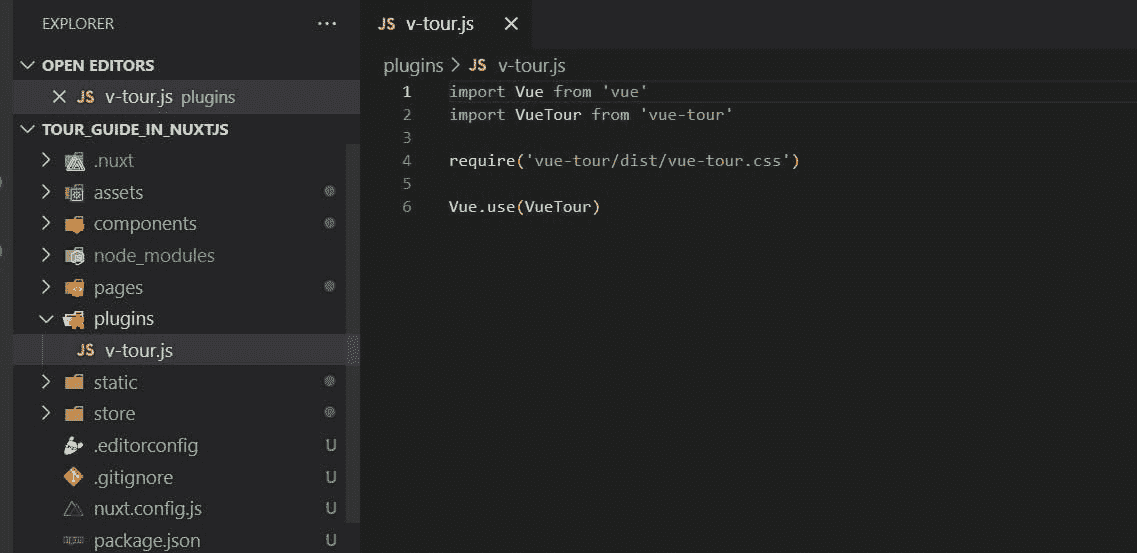 EXPLORER ...
OPEN EDITORS
JS v-tour.js plugins
TOUR_GUIDE_IN_NUXTJS
.nuxt
assets
components
node_modules
pages
plugins
JS v-tour.js
static
store
.editorconfig U
.gitignore U
nuxt.config.js U
package.json U
JS v-tour.js
plugins > JS v-tour.js
1 import Vue from 'vue'
2 import VueTour from 'vue-tour'
3
4 require('vue-tour/dist/vue-tour.css')
5
6 Vue.use(VueTour)